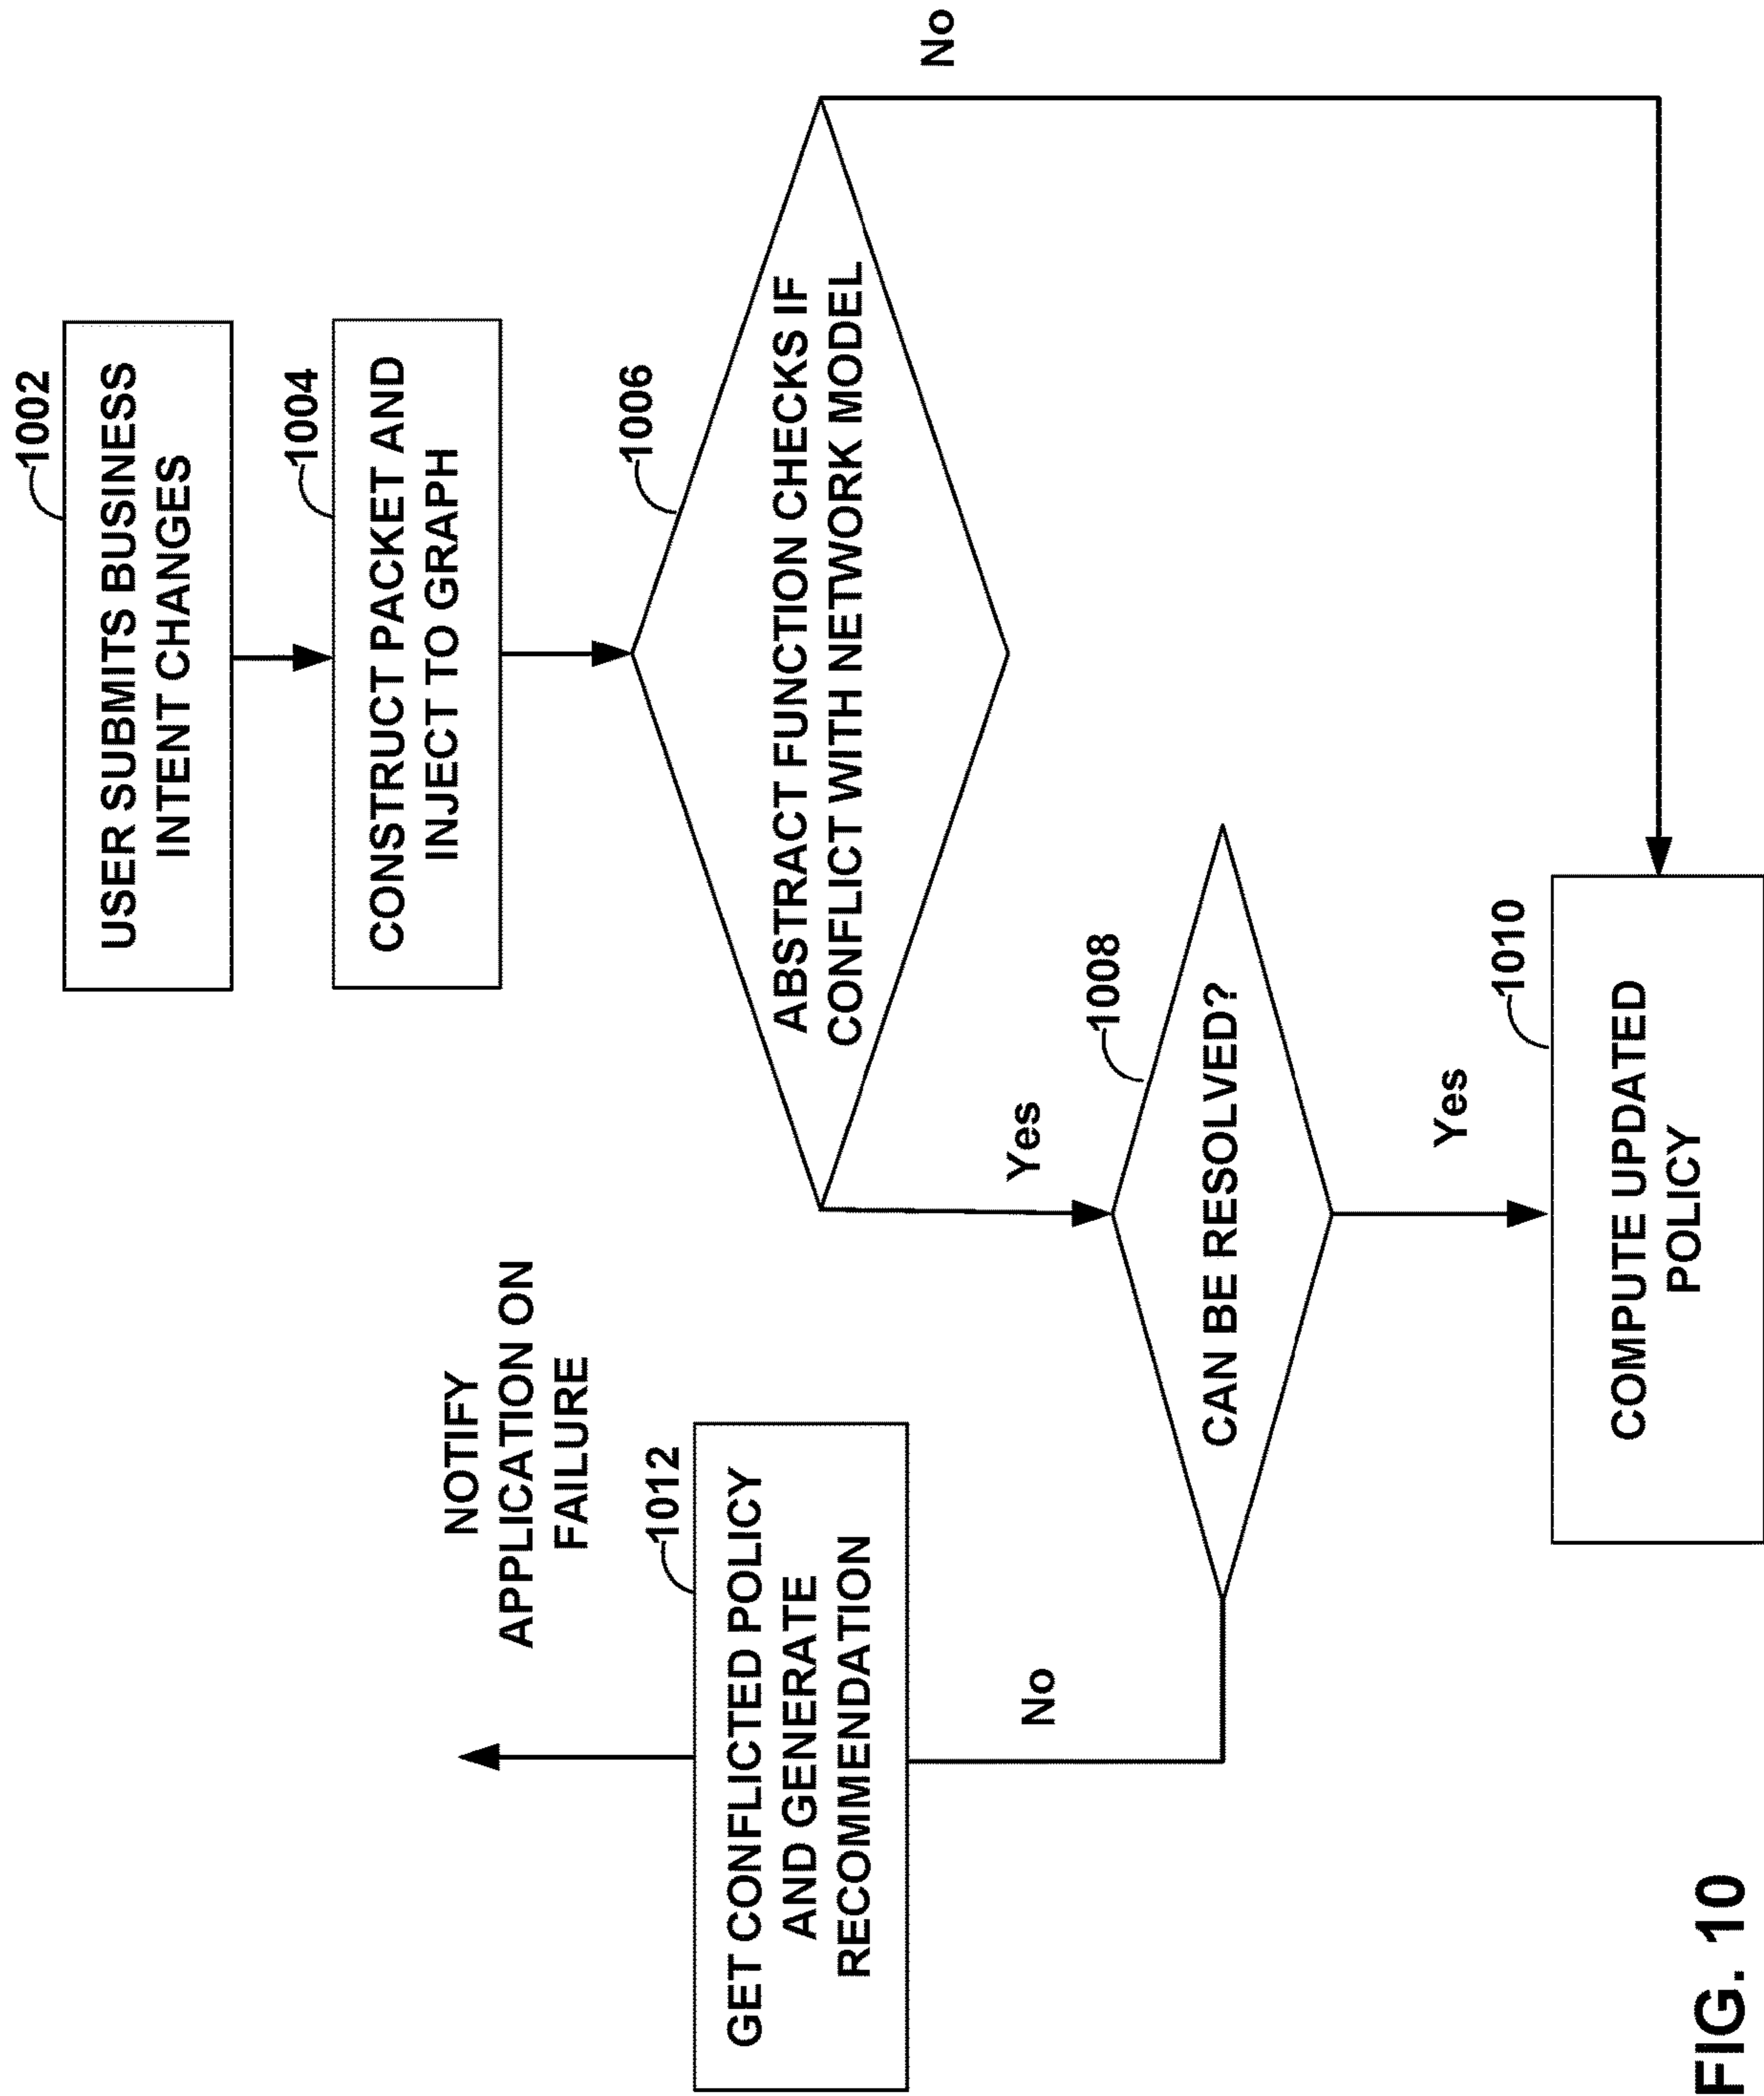 1002
USER SUBMITS BUSINESS
INTENT CHANGES
1004
CONSTRUCT PACKET AND
INJECT TO GRAPH
1006
ABSTRACT FUNCTION CHECKS IF
CONFLICT WITH NETWORK MODEL
No
Yes
1008
CAN BE RESOLVED?
Yes
1010
COMPUTE UPDATED
POLICY
No
1012
GET CONFLICTED POLICY
AND GENERATE
RECOMMENDATION
NOTIFY
APPLICATION ON
FAILURE
FIG. 10